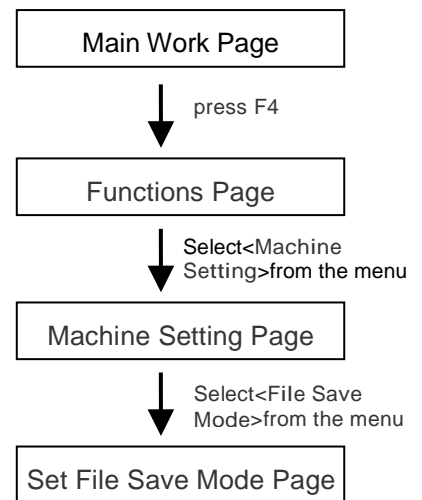 Main Work Page
press F4
Functions Page
Select<Machine
Setting>from the menu
Machine Setting Page
Select<File Save
Mode>from the menu
Set File Save Mode Page